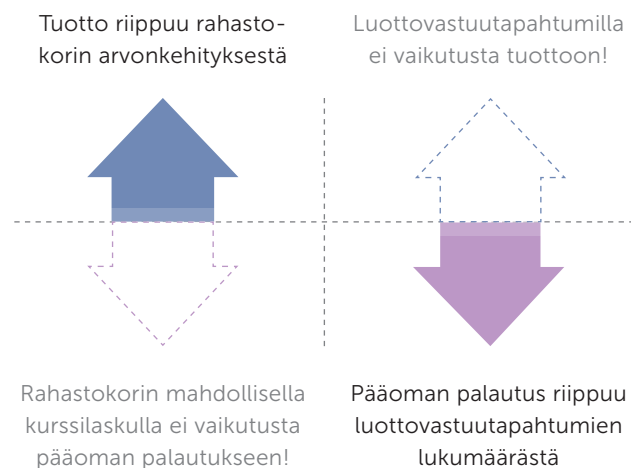 Tuotto riippuu rahasto-
korin arvonkehityksestä
Luottovastuutapahtumilla
ei vaikutusta tuottoon!
Rahastokorin mahdollisella
kurssilaskulla ei vaikutusta
pääoman palautukseen!
Pääoman palautus riippuu
luottovastuutapahtumien
lukumäärästä